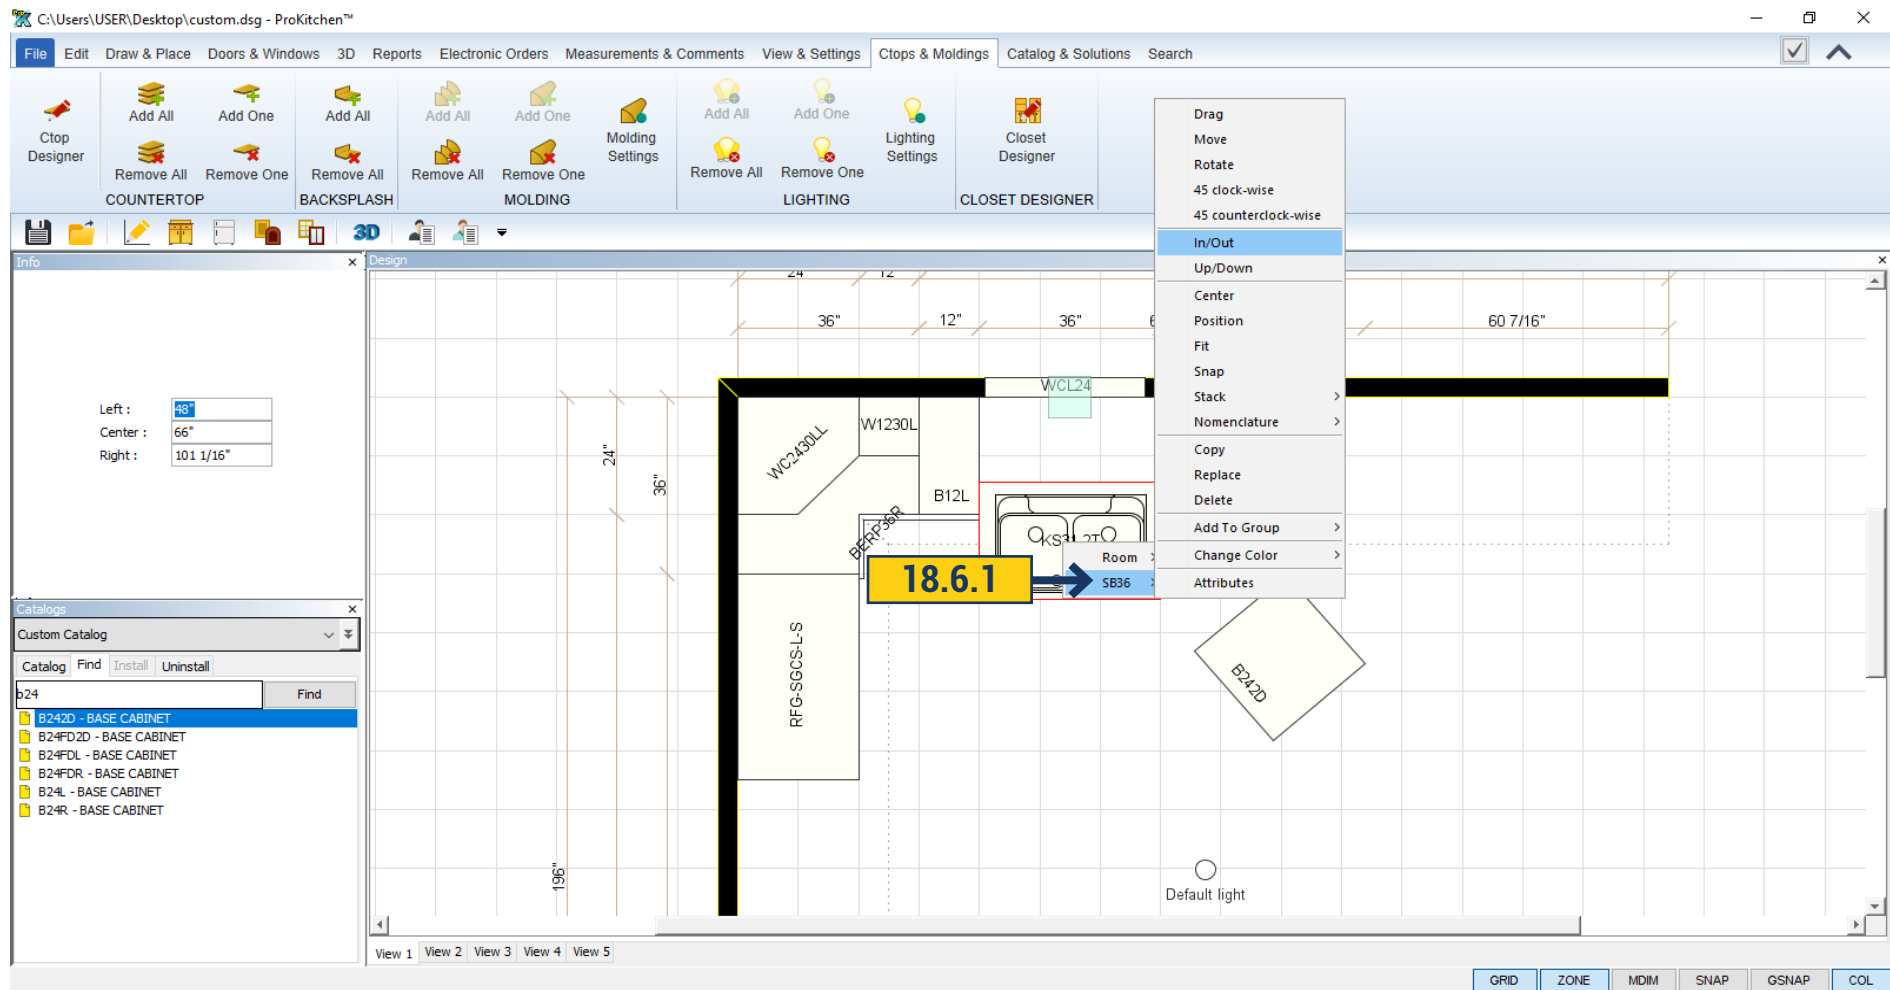 C:\Users\USER\Desktop\custom.dsg - ProKitchen™
File Edit Draw & Place Doors & Windows 3D Reports Electronic Orders Measurements & Comments View & Settings Ctops & Moldings Catalog & Solutions Search
Ctop Designer
Add All Add One
Remove All Remove One
COUNTERTOP
Add All
Remove All
BACKSPLASH
Add All Add One
Remove All Remove One
Molding Settings
MOLDING
Add All Add One
Remove All Remove One
Lighting Settings
LIGHTING
Closet Designer
CLOSET DESIGNER
3D
Info
Left : 48"
Center : 66"
Right : 101 1/16"
Catalogs
Custom Catalog
Catalog Find Install Uninstall
b24 Find
B242D - BASE CABINET
B24FD2D - BASE CABINET
B24FDL - BASE CABINET
B24FDR - BASE CABINET
B24L - BASE CABINET
B24R - BASE CABINET
Design
24 12
36" 12" 36" 60 7/16"
WCL24
W1230L
WC2430LL
24"
36"
B12L
BERP36R
18.6.1
Room
SB36
RFG-SGCS-L-S
B242D
196"
Default light
Drag
Move
Rotate
45 clock-wise
45 counterclock-wise
In/Out
Up/Down
Center
Position
Fit
Snap
Stack
Nomenclature
Copy
Replace
Delete
Add To Group
Change Color
Attributes
View 1 View 2 View 3 View 4 View 5
GRID ZONE MDIM SNAP GSNAP COL